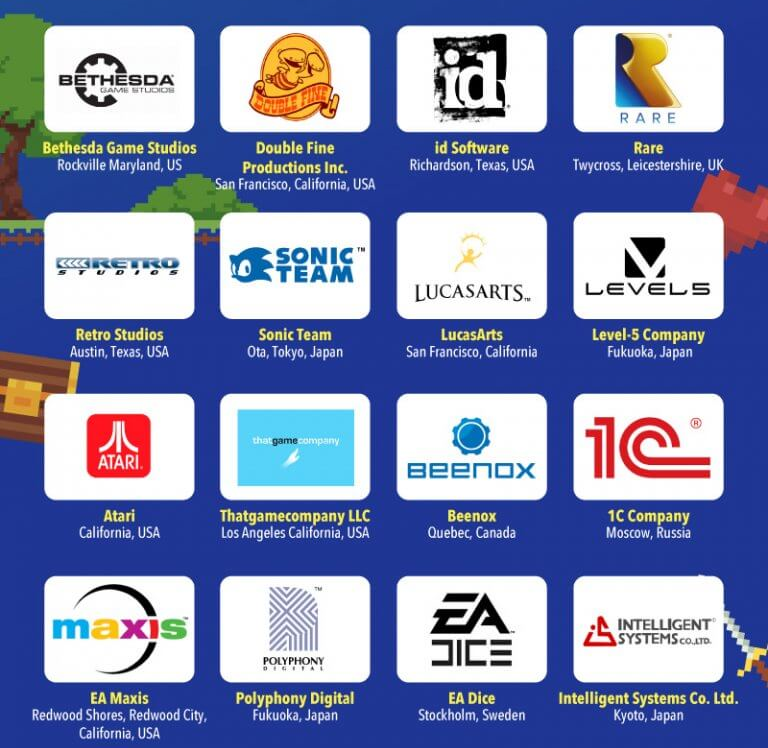 BETHESDA
GAME STUDIOS
DOUBLE FINE
id
RARE
Bethesda Game Studios
Rockville Maryland, US
Double Fine
Productions Inc.
San Francisco, California, USA
id Software
Richardson, Texas, USA
Rare
Twycross, Leicestershire, UK
RETRO
STUDIOS
SONIC™
TEAM
LUCASARTS™
LEVEL5
Retro Studios
Austin, Texas, USA
Sonic Team
Ota, Tokyo, Japan
LucasArts
San Francisco, California
Level-5 Company
Fukuoka, Japan
ATARI
thatgamecompany
BEENOX
1C®
Atari
California, USA
Thatgamecompany LLC
Los Angeles California, USA
Beenox
Quebec, Canada
1C Company
Moscow, Russia
maxis™
POLYPHONY
DIGITAL
™
EA™
DICE
INTELLIGENT
SYSTEMS CO.,LTD.
EA Maxis
Redwood Shores, Redwood City,
California, USA
Polyphony Digital
Fukuoka, Japan
EA Dice
Stockholm, Sweden
Intelligent Systems Co. Ltd.
Kyoto, Japan